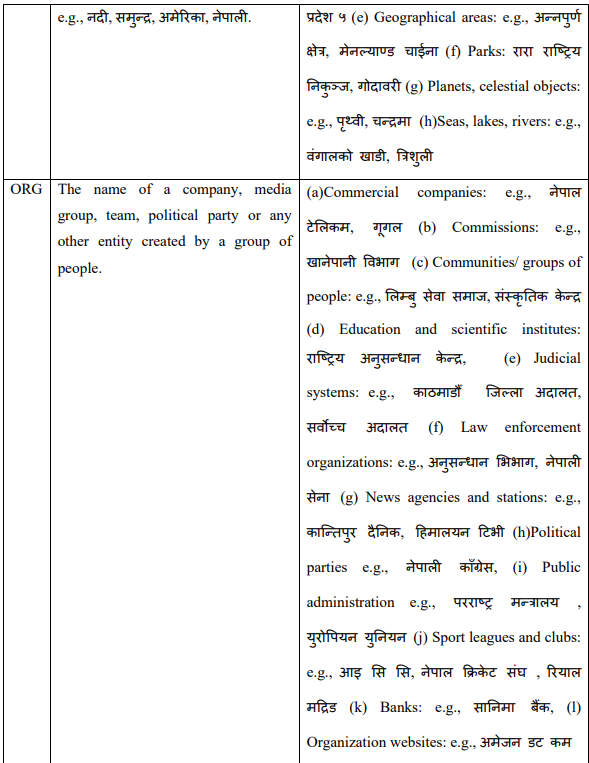 e.g., नदी, समुन्द्र, अमेरिका, नेपाली.
प्रदेश ५ (e) Geographical areas: e.g., अन्नपुर्ण
क्षेत्र, मेनल्याण्ड चाईना (f) Parks: रारा राष्ट्रिय
निकुञ्ज, गोदावरी (g) Planets, celestial objects:
e.g., पृथ्वी, चन्द्रमा (h)Seas, lakes, rivers: e.g.,
वंगालको खाडी, त्रिशुली
ORG
The name of a company, media
group, team, political party or any
other entity created by a group of
people.
(a)Commercial companies: e.g., नेपाल
टेलिकम, गूगल (b) Commissions: e.g.,
खानेपानी विभाग (c) Communities/ groups of
people: e.g., लिम्बु सेवा समाज, संस्कृतिक केन्द्र
(d) Education and scientific institutes:
राष्ट्रिय अनुसन्धान केन्द्र, (e) Judicial
systems: e.g., काठमाडौं जिल्ला अदालत,
सर्वोच्च अदालत (f) Law enforcement
organizations: e.g., अनुसन्धान भिभाग, नेपाली
सेना (g) News agencies and stations: e.g.,
कान्तिपुर दैनिक, हिमालयन टिभी (h)Political
parties e.g., नेपाली काँग्रेस, (i) Public
administration e.g., परराष्ट्र मन्त्रालय ,
युरोपियन युनियन (j) Sport leagues and clubs:
e.g., आइ सि सि, नेपाल क्रिकेट संघ , रियाल
मद्रिड (k) Banks: e.g., सानिमा बैंक, (l)
Organization websites: e.g., अमेजन डट कम